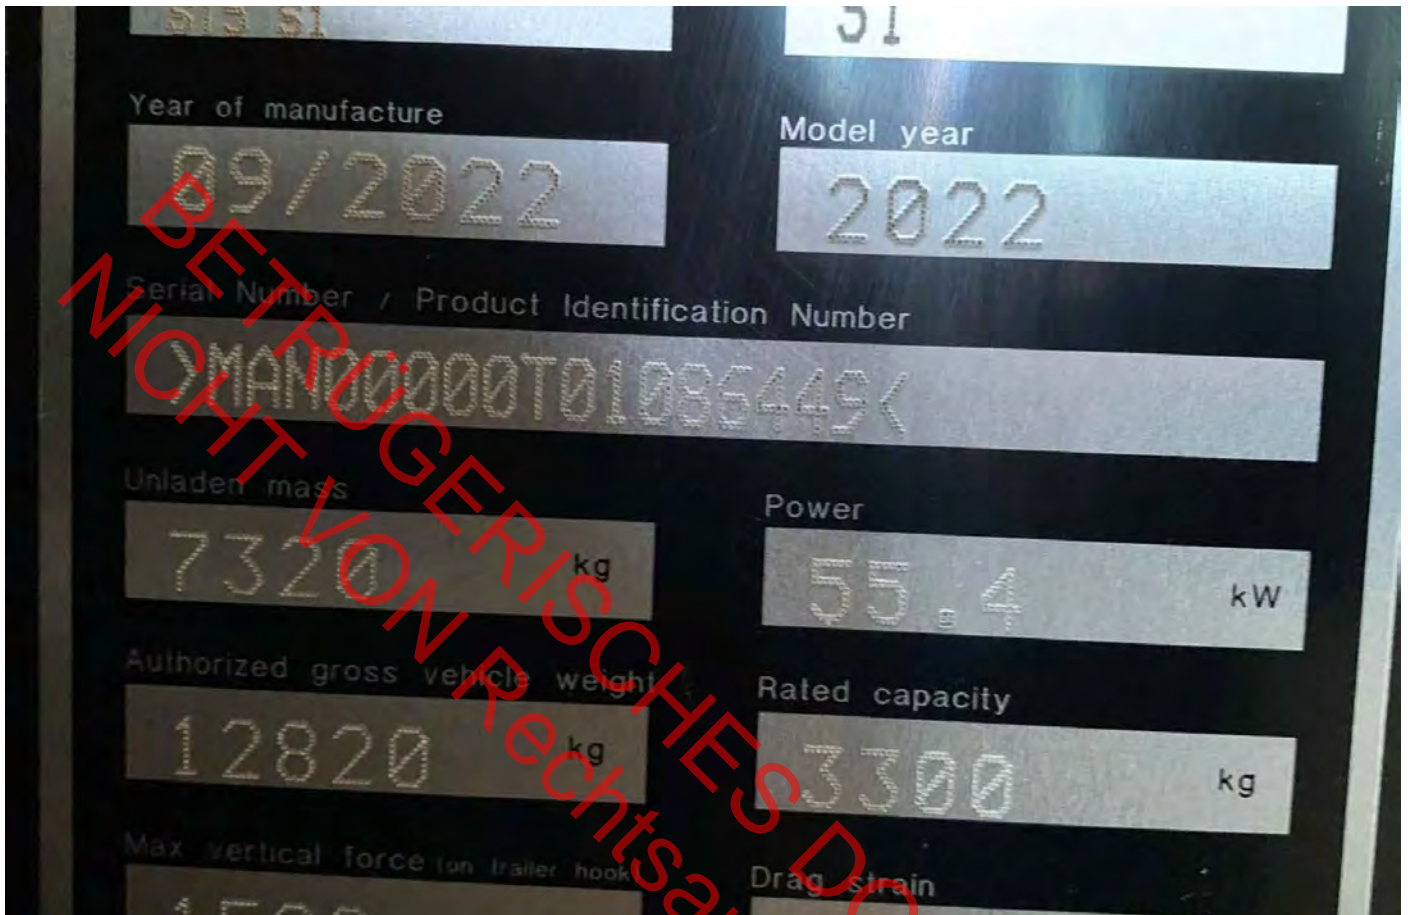 S1
Year of manufacture
09/2022
Model year
2022
Serial Number / Product Identification Number
>MAN00000T01086449<
Unladen mass
7320 kg
Power
55.4 kW
Authorized gross vehicle weight
12820 kg
Rated capacity
3300 kg
Max vertical force (on trailer hook)
Drag strain
BETRÜGERISCHES
NICHT VON